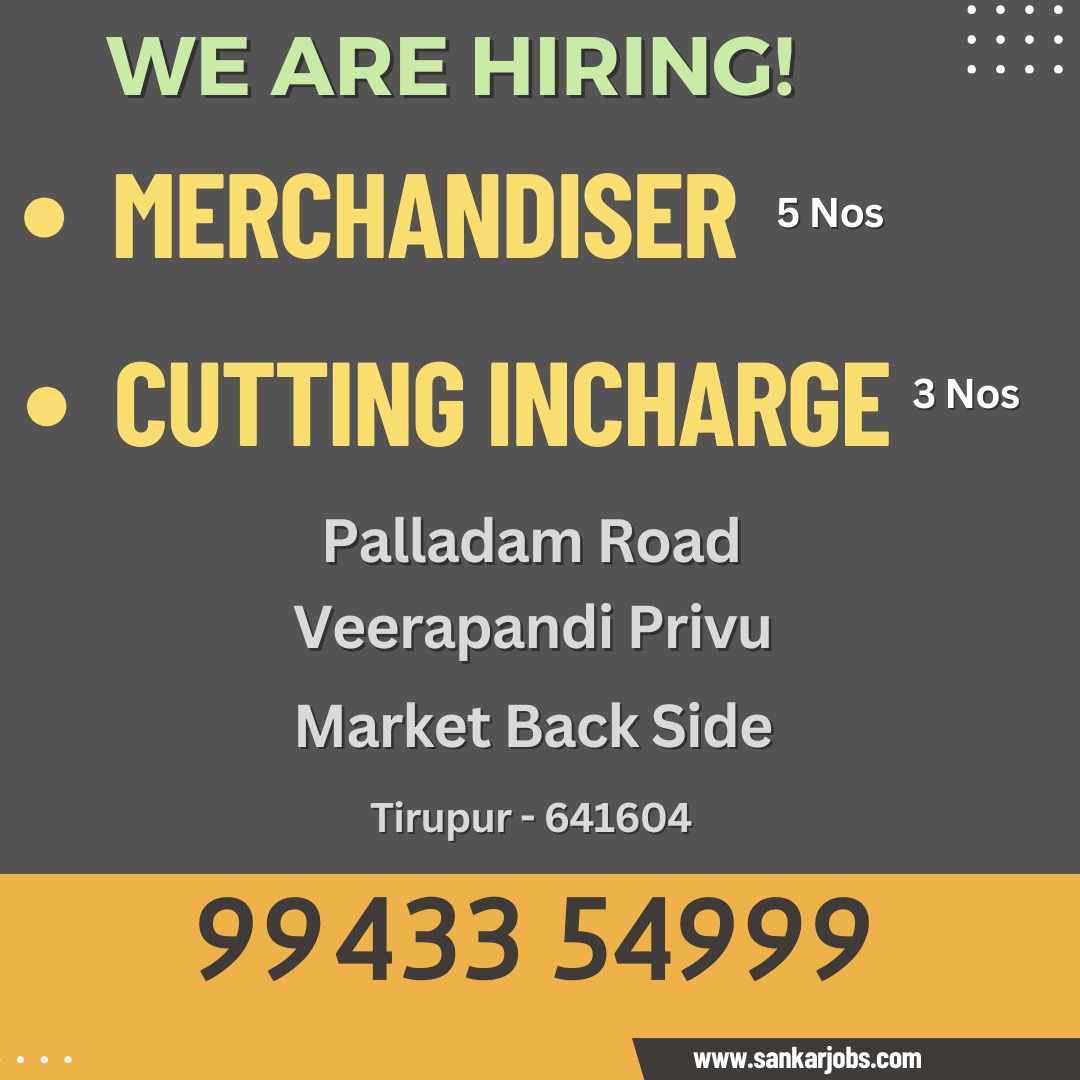 WE ARE HIRING!
MERCHANDISER 5 Nos
CUTTING INCHARGE 3 Nos
Palladam Road
Veerapandi Privu
Market Back Side
Tirupur - 641604
99433 54999
www.sankarjobs.com